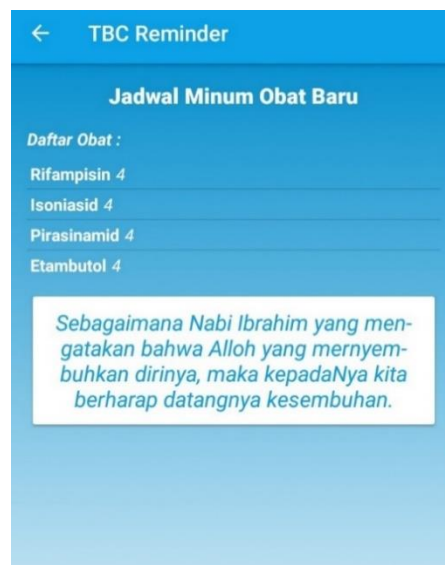 TBC Reminder
Jadwal Minum Obat Baru
Daftar Obat :
Rifampisin 4
Isoniasid 4
Pirasinamid 4
Etambutol 4
Sebagaimana Nabi Ibrahim yang men-
gatakan bahwa Alloh yang mernyem-
buhkan dirinya, maka kepadaNya kita
berharap datangnya kesembuhan.